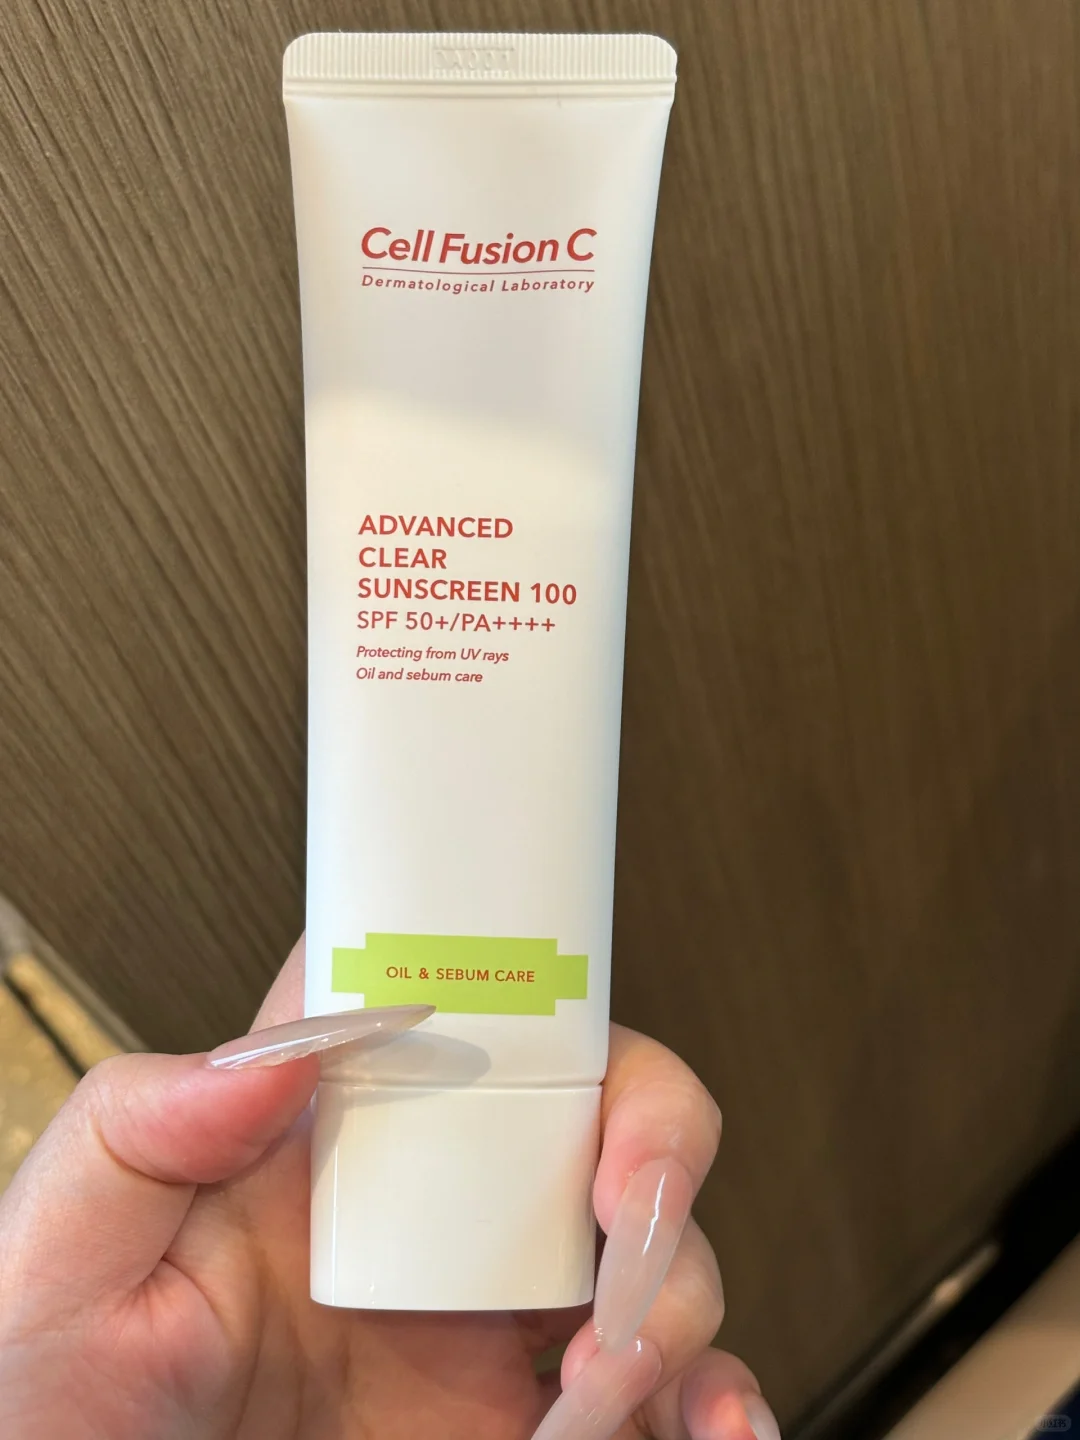 Cell Fusion C
Dermatological Laboratory
ADVANCED
CLEAR
SUNSCREEN 100
SPF 50+/PA++++
Protecting from UV rays
Oil and sebum care
OIL & SEBUM CARE